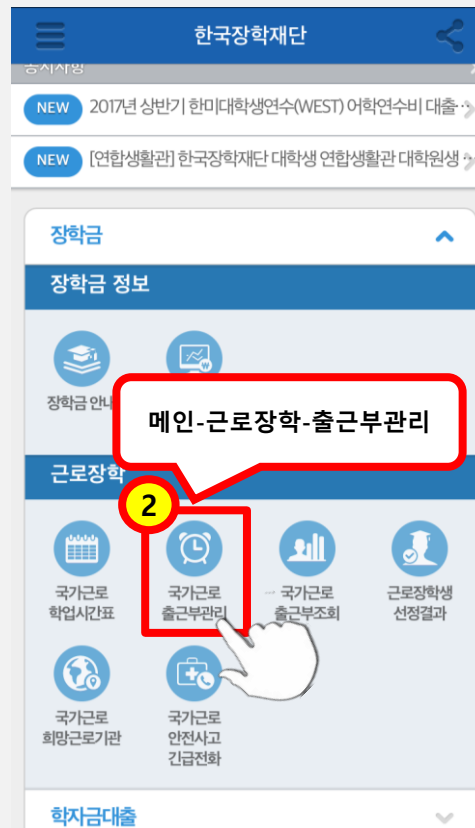 한국장학재단
공지사항
NEW 2017년 상반기 한미대학생연수(WEST) 어학연수비 대출···
NEW [연합생활관] 한국장학재단 대학생 연합생활관 대학원생 ···
장학금
장학금 정보
장학금 안내
메인-근로장학-출근부관리
근로장학
2
국가근로
학업시간표
국가근로
출근부관리
국가근로
출근부조회
근로장학생
선정결과
국가근로
희망근로기관
국가근로
안전사고
긴급전화
학자금대출